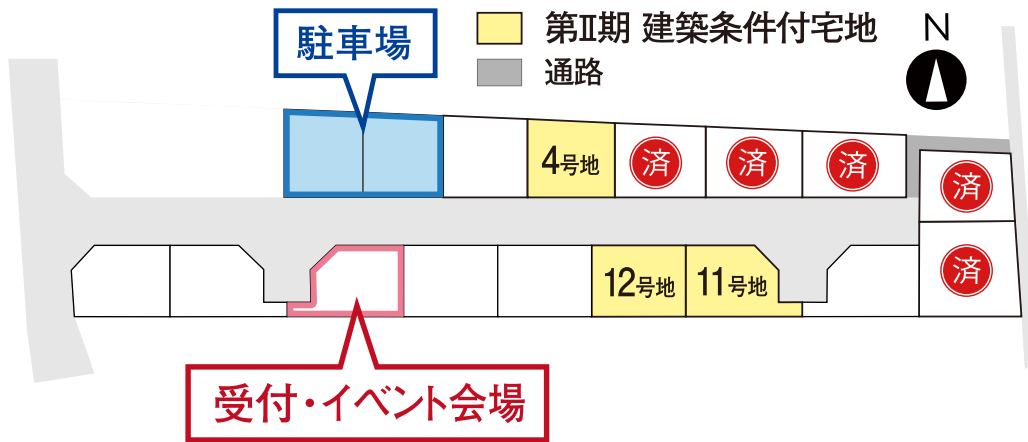 駐車場
第Ⅱ期 建築条件付宅地
通路
N
4号地
済
済
済
済
済
12号地
11号地
受付・イベント会場